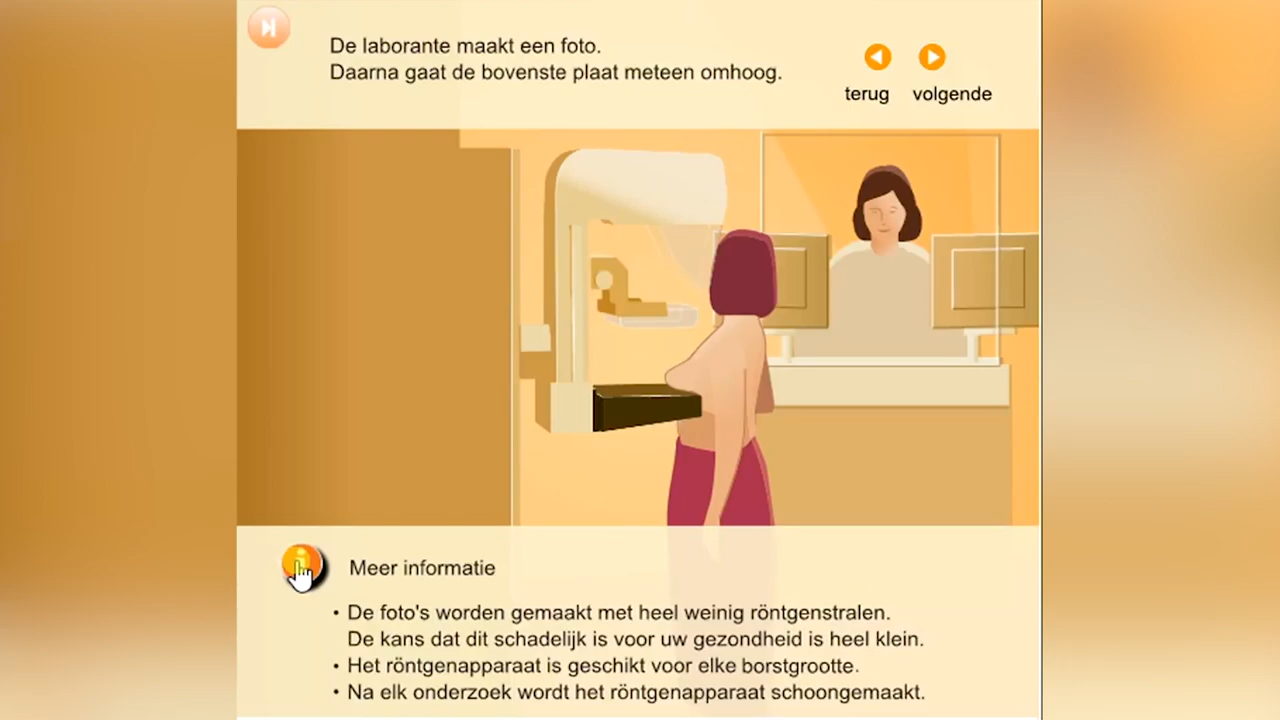 De laborante maakt een foto.
Daarna gaat de bovenste plaat meteen omhoog.
terug
volgende
Meer informatie
• De foto's worden gemaakt met heel weinig röntgenstralen.
De kans dat dit schadelijk is voor uw gezondheid is heel klein.
• Het röntgenapparaat is geschikt voor elke borstgrootte.
• Na elk onderzoek wordt het röntgenapparaat schoongemaakt.